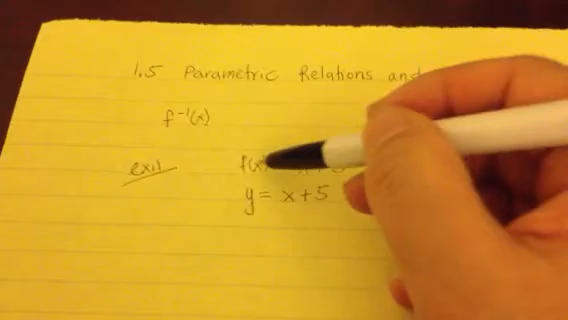 1.5 Parametric Relations and
f⁻¹(x)
ex1)
f(x)
y = x + 5